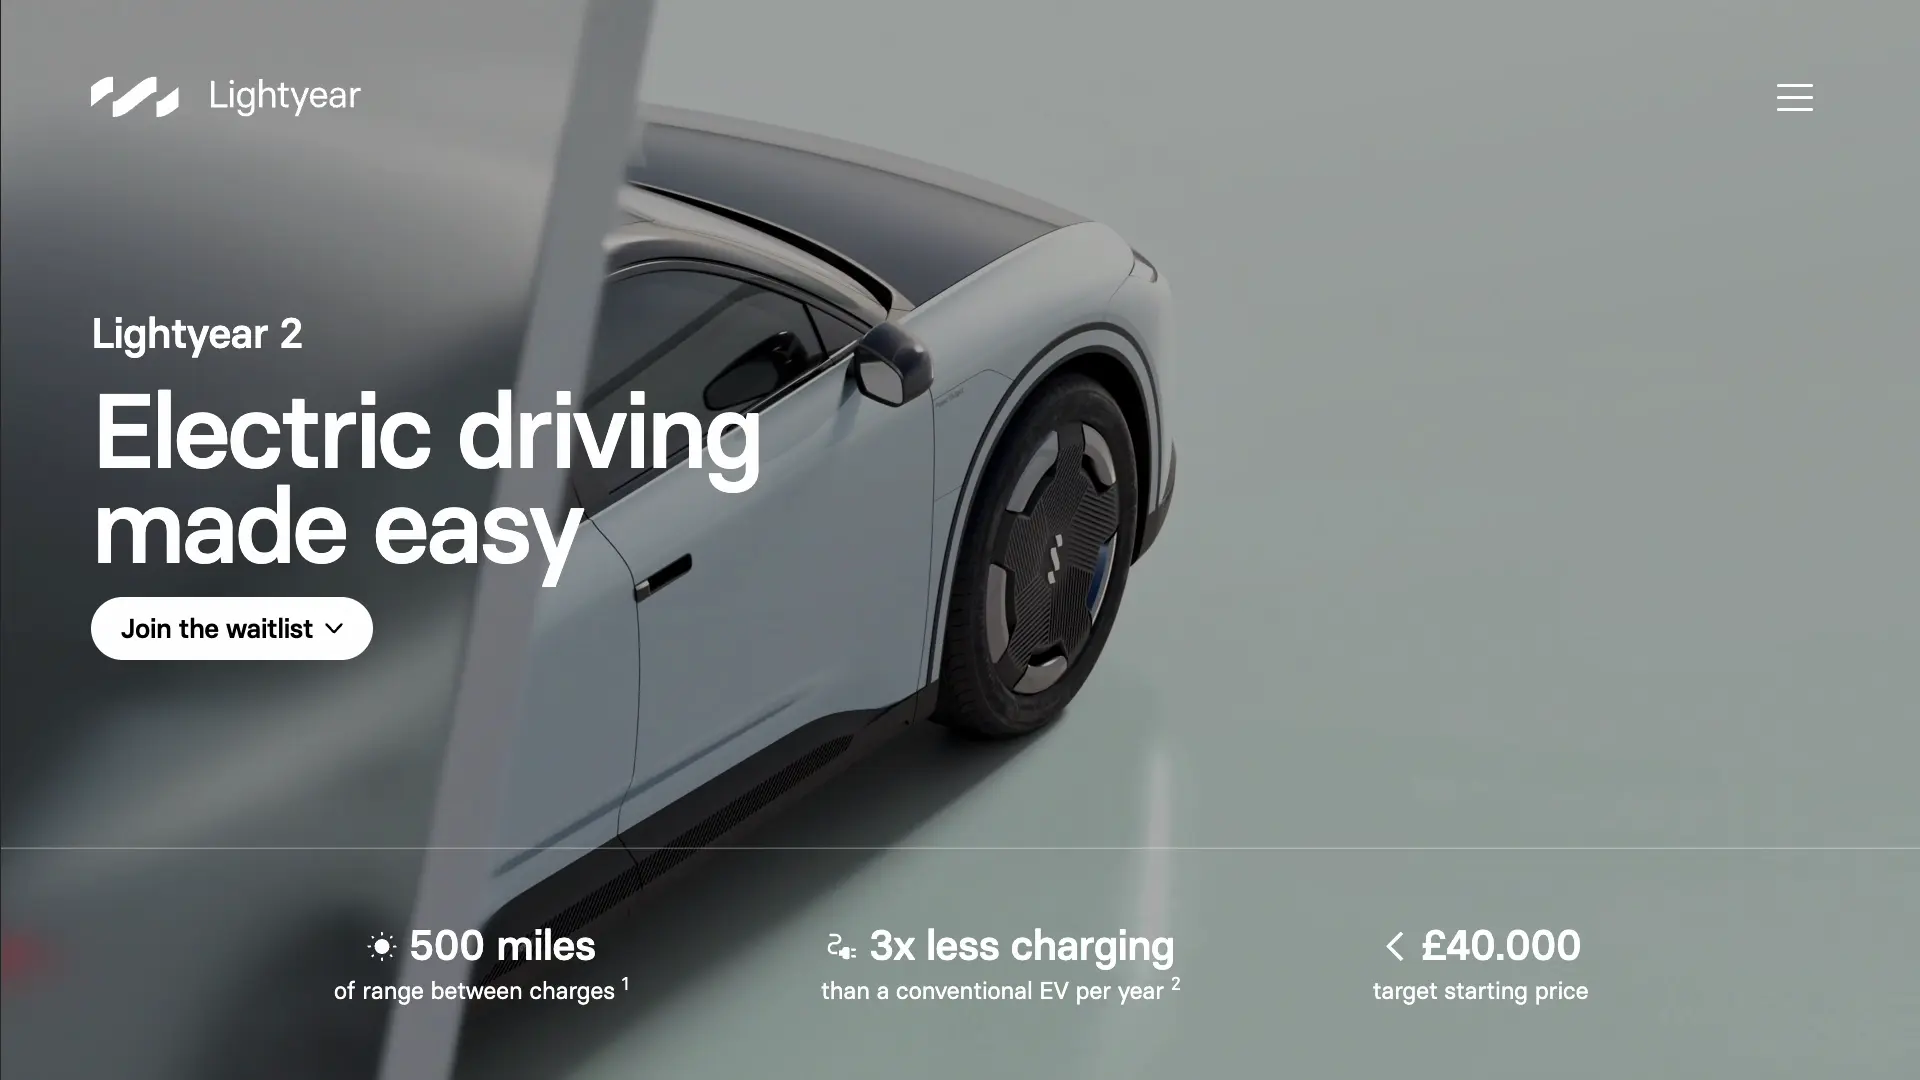 Lightyear
Lightyear 2
Electric driving
made easy
Join the waitlist
500 miles
of range between charges 1
3x less charging
than a conventional EV per year 2
< £40.000
target starting price